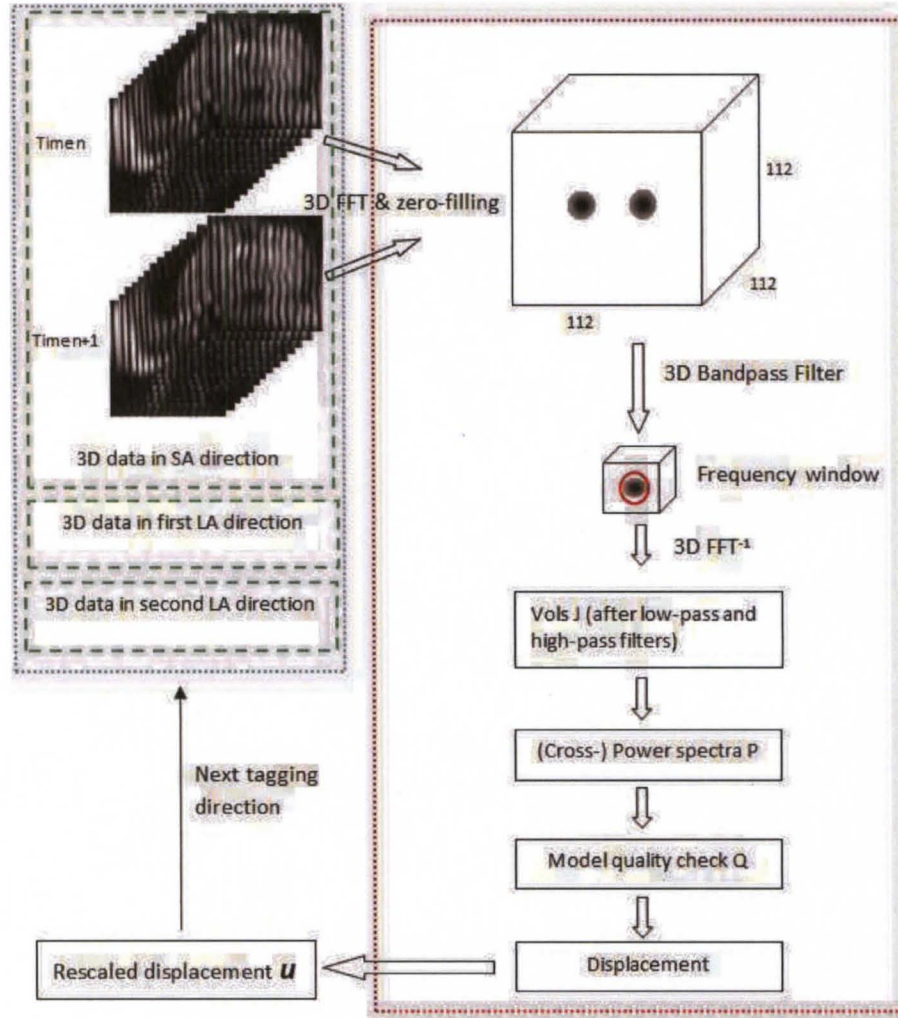 Timen
3D FFT & zero-filling
Timen+1
3D data in SA direction
3D data in first LA direction
3D data in second LA direction
112
112
112
3D Bandpass Filter
Frequency window
3D FFT⁻¹
Vols J (after low-pass and
high-pass filters)
(Cross-) Power spectra P
Model quality check Q
Displacement
Rescaled displacement u
Next tagging
direction